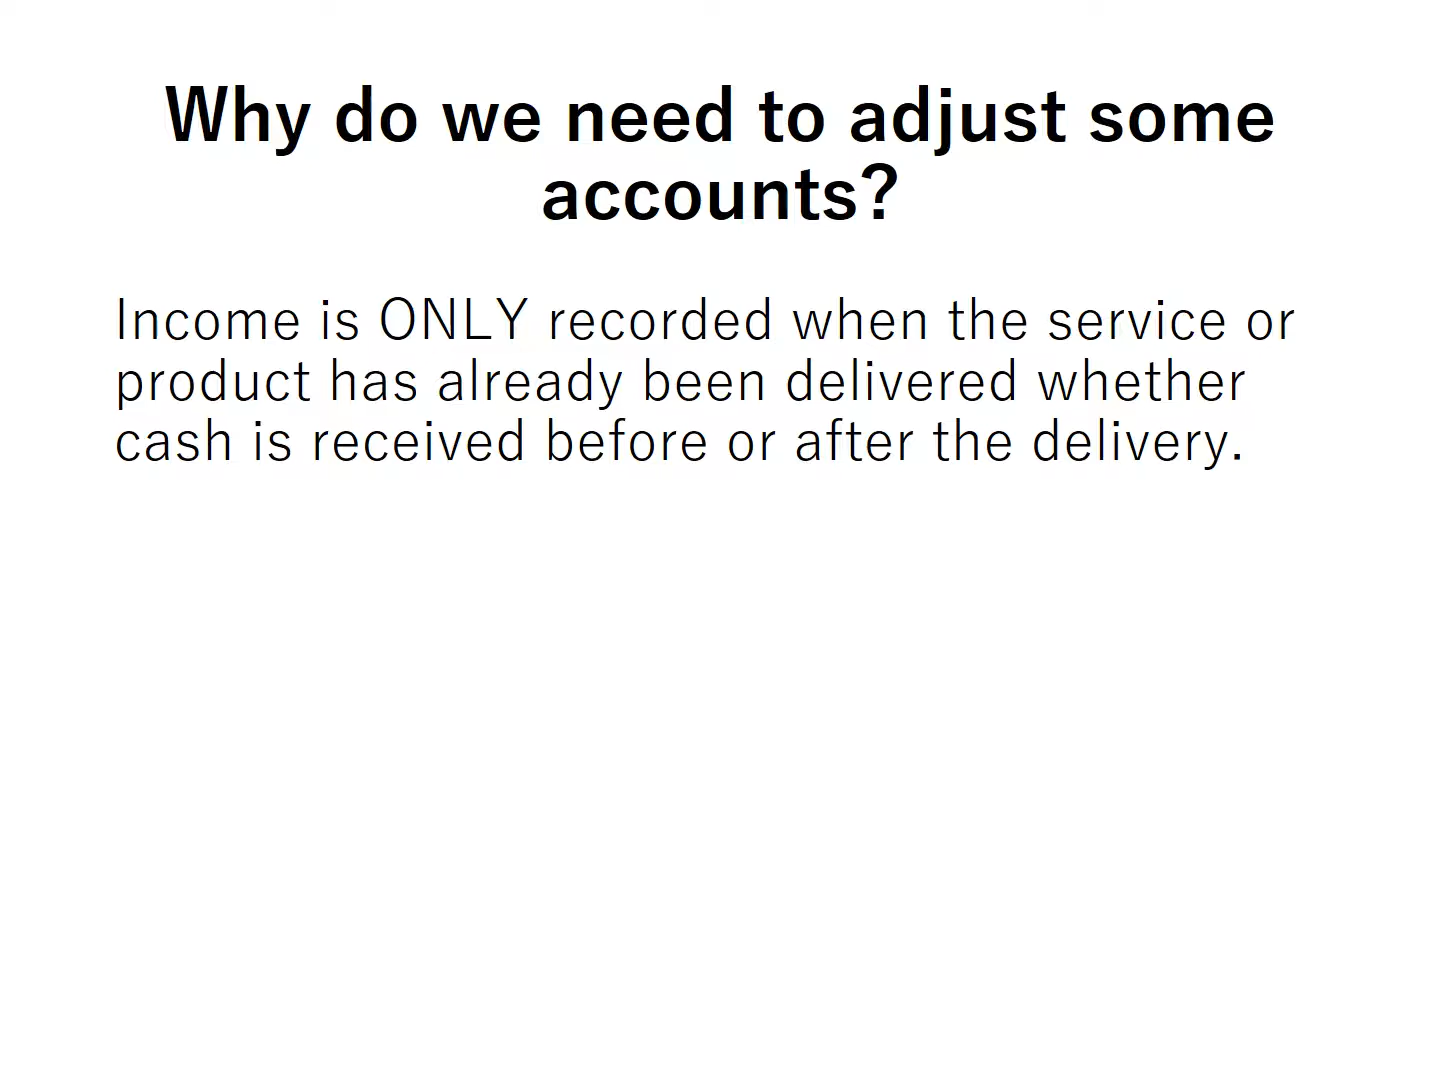 Why do we need to adjust some
accounts?
Income is ONLY recorded when the service or
product has already been delivered whether
cash is received before or after the delivery.